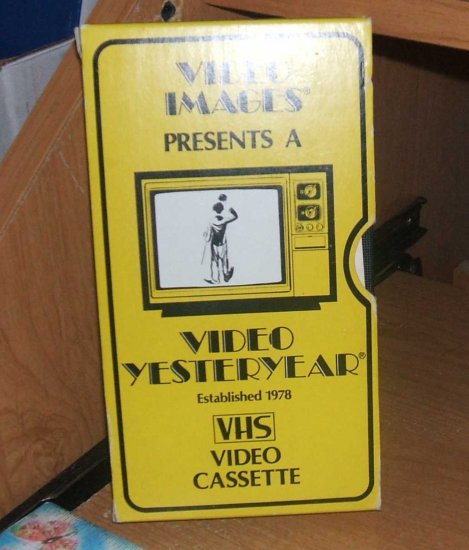 VIDEO
IMAGES®
PRESENTS A
VIDEO
YESTERYEAR®
Established 1978
VHS
VIDEO
CASSETTE